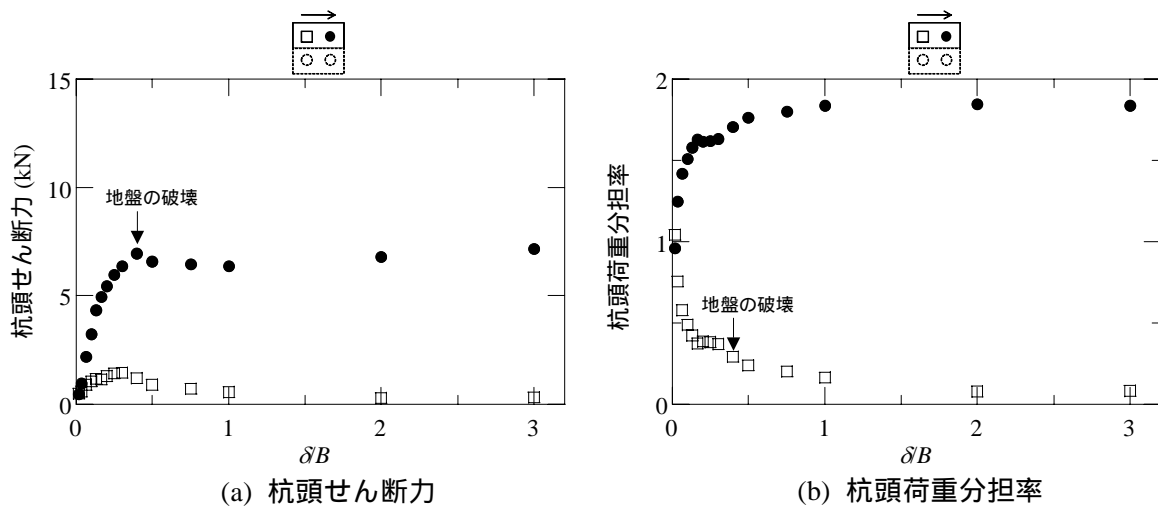 15
10
5
0
杭頭せん断力 (kN)
地盤の破壊
0 1 2 3
δ/B
(a) 杭頭せん断力
2
1
0
杭頭荷重分担率
地盤の破壊
0 1 2 3
δ/B
(b) 杭頭荷重分担率